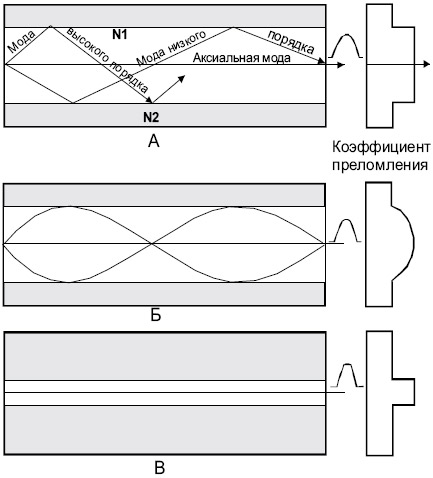 Мода
высокого порядка
N1
Мода низкого
порядка
Аксиальная мода
N2
А
Коэффициент
преломления
Б
В